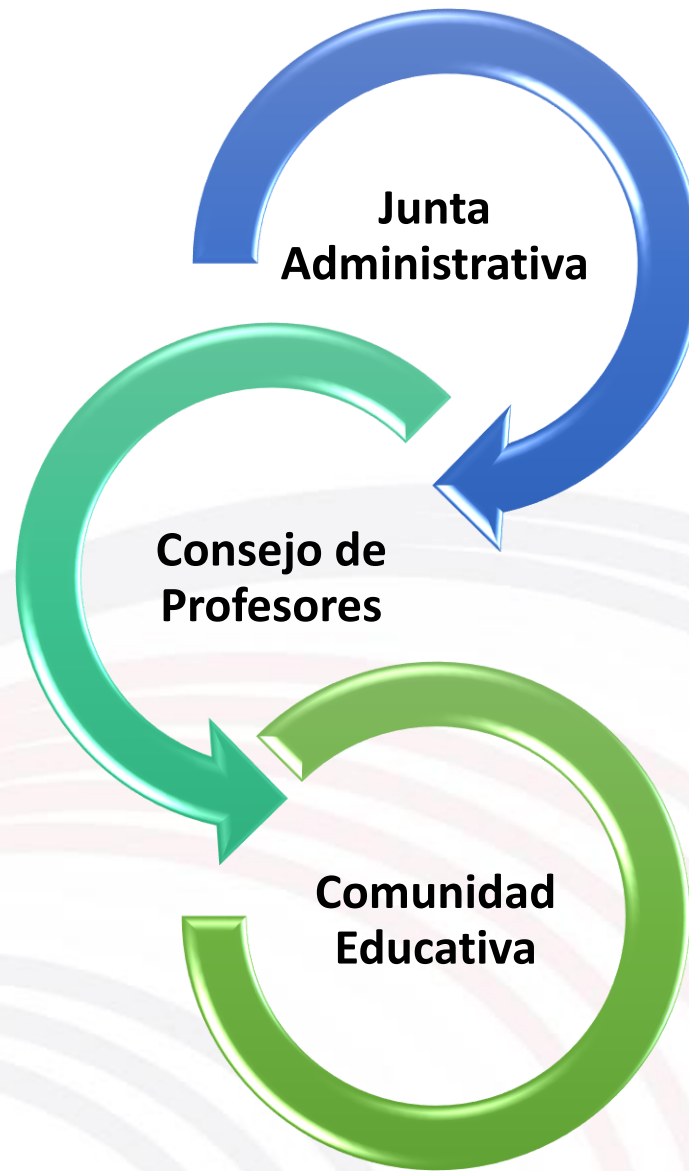 Junta
Administrativa
Consejo de
Profesores
Comunidad
Educativa